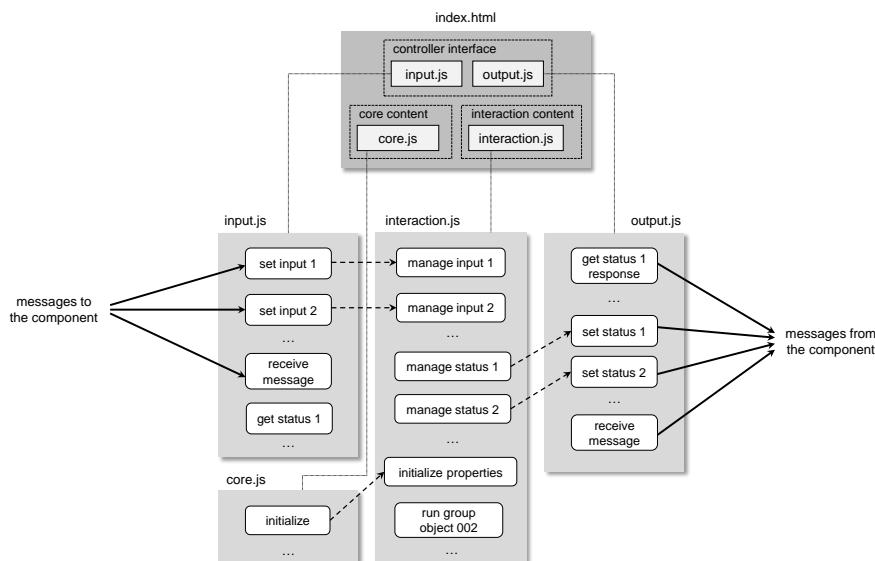 index.html
controller interface
input.js
output.js
core content
interaction content
core.js
interaction.js
input.js
interaction.js
output.js
set input 1
manage input 1
get status 1
response
…
messages to
the component
set input 2
manage input 2
…
…
set status 1
messages from
the component
receive
message
manage status 1
set status 2
get status 1
manage status 2
…
…
…
receive
message
core.js
initialize properties
initialize
run group
object 002
…
…